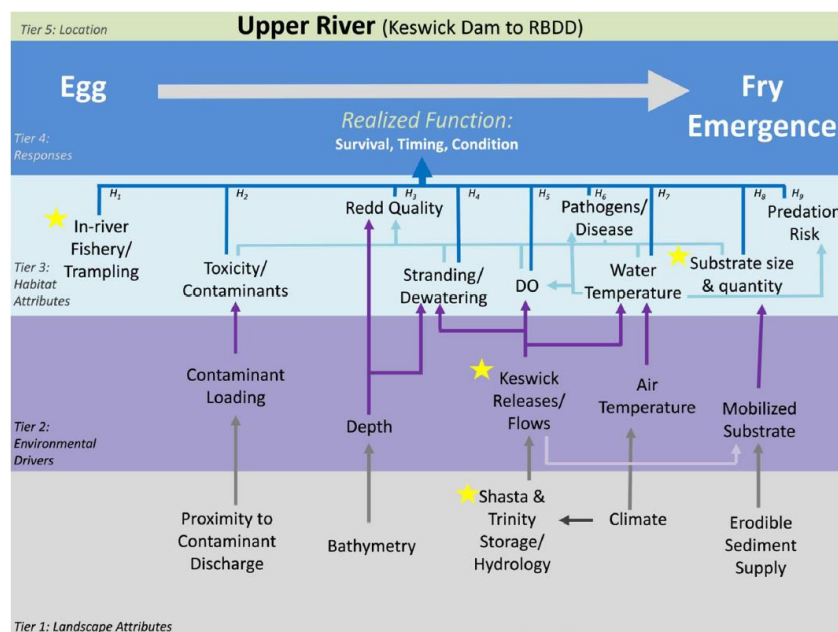 Tier 5: Location
Upper River (Keswick Dam to RBDD)
Egg
Fry
Emergence
Realized Function:
Survival, Timing, Condition
Tier 4:
Responses
H1
H2
H3
H4
H5
H6
H7
H8
H9
In-river
Fishery/
Trampling
Toxicity/
Contaminants
Redd Quality
Stranding/
Dewatering
DO
Pathogens/
Disease
Water
Temperature
Substrate size
& quantity
Predation
Risk
Tier 3:
Habitat
Attributes
Contaminant
Loading
Depth
Keswick
Releases/
Flows
Air
Temperature
Mobilized
Substrate
Tier 2:
Environmental
Drivers
Proximity to
Contaminant
Discharge
Bathymetry
Shasta &
Trinity
Storage/
Hydrology
Climate
Erodible
Sediment
Supply
Tier 1: Landscape Attributes